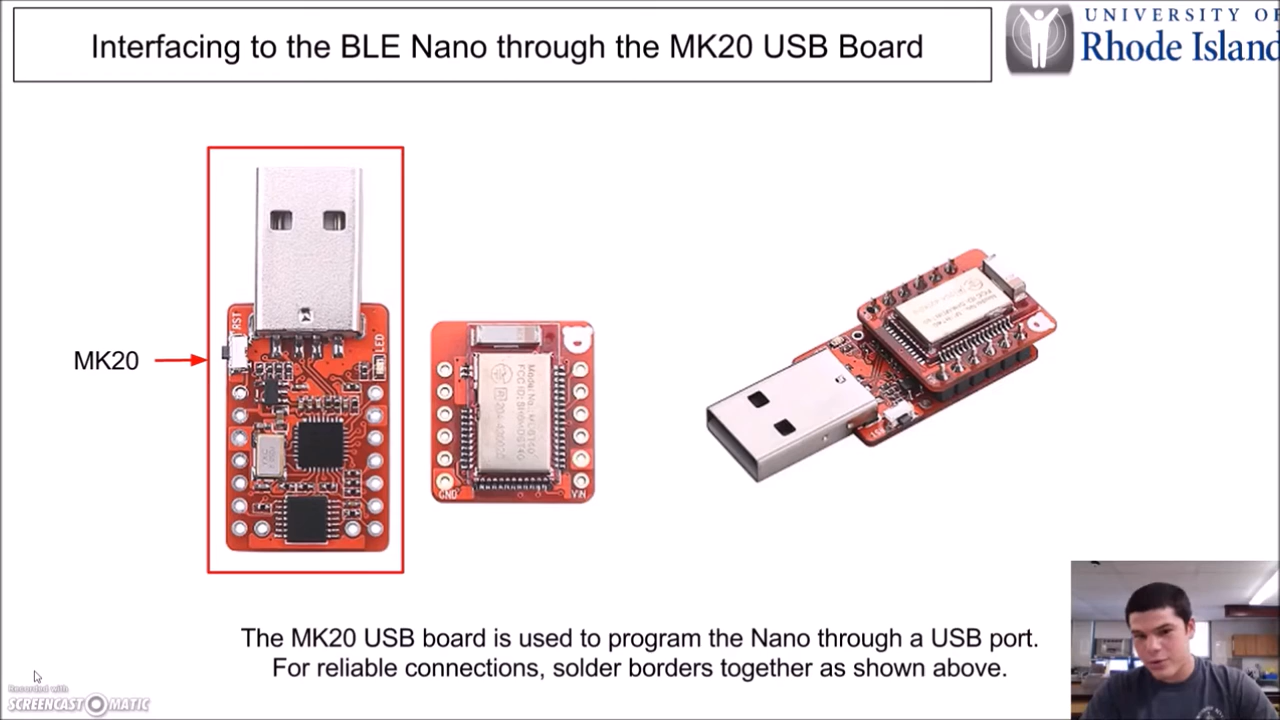 Interfacing to the BLE Nano through the MK20 USB Board
UNIVERSITY OF
Rhode Island
MK20
RST
LED
GND
VIN
The MK20 USB board is used to program the Nano through a USB port.
For reliable connections, solder borders together as shown above.
Recorded with
SCREENCAST MATIC